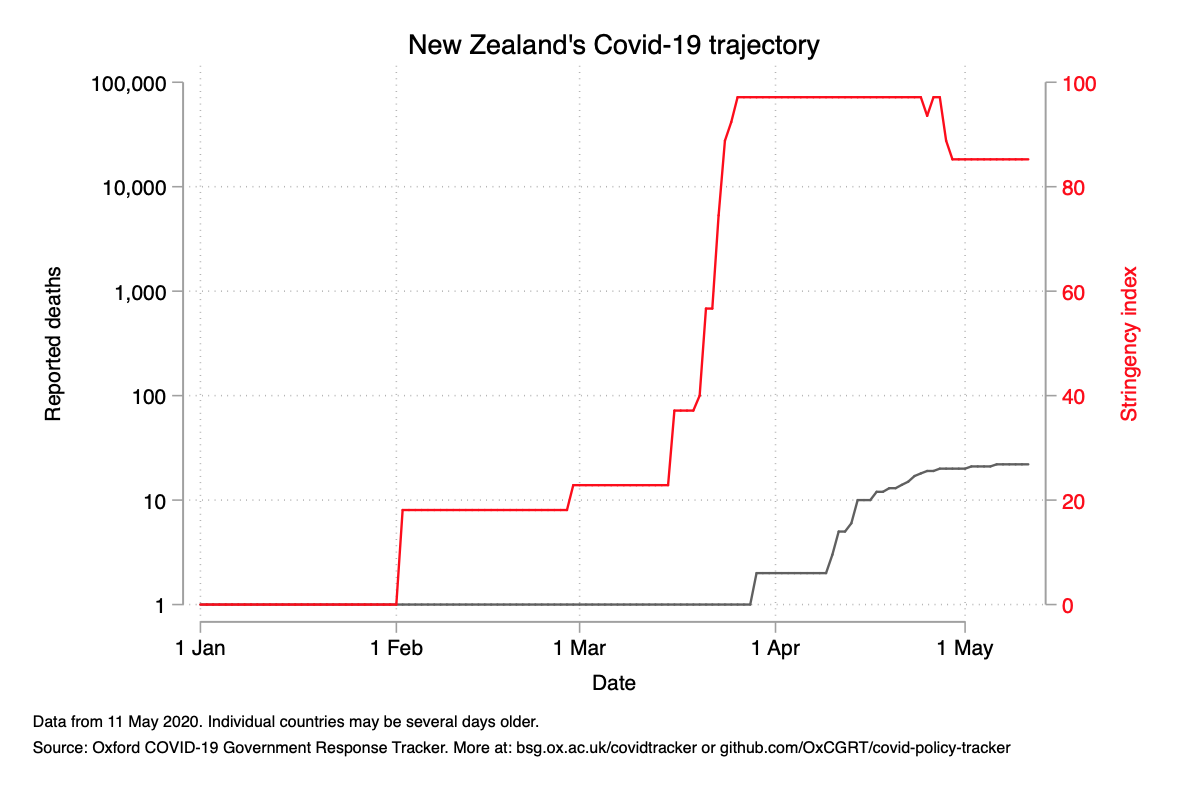 New Zealand's Covid-19 trajectory
100,000
10,000
1,000
100
10
1
Reported deaths
100
80
60
40
20
0
Stringency index
1 Jan 1 Feb 1 Mar 1 Apr 1 May
Date
Data from 11 May 2020. Individual countries may be several days older.
Source: Oxford COVID-19 Government Response Tracker. More at: bsg.ox.ac.uk/covidtracker or github.com/OxCGRT/covid-policy-tracker